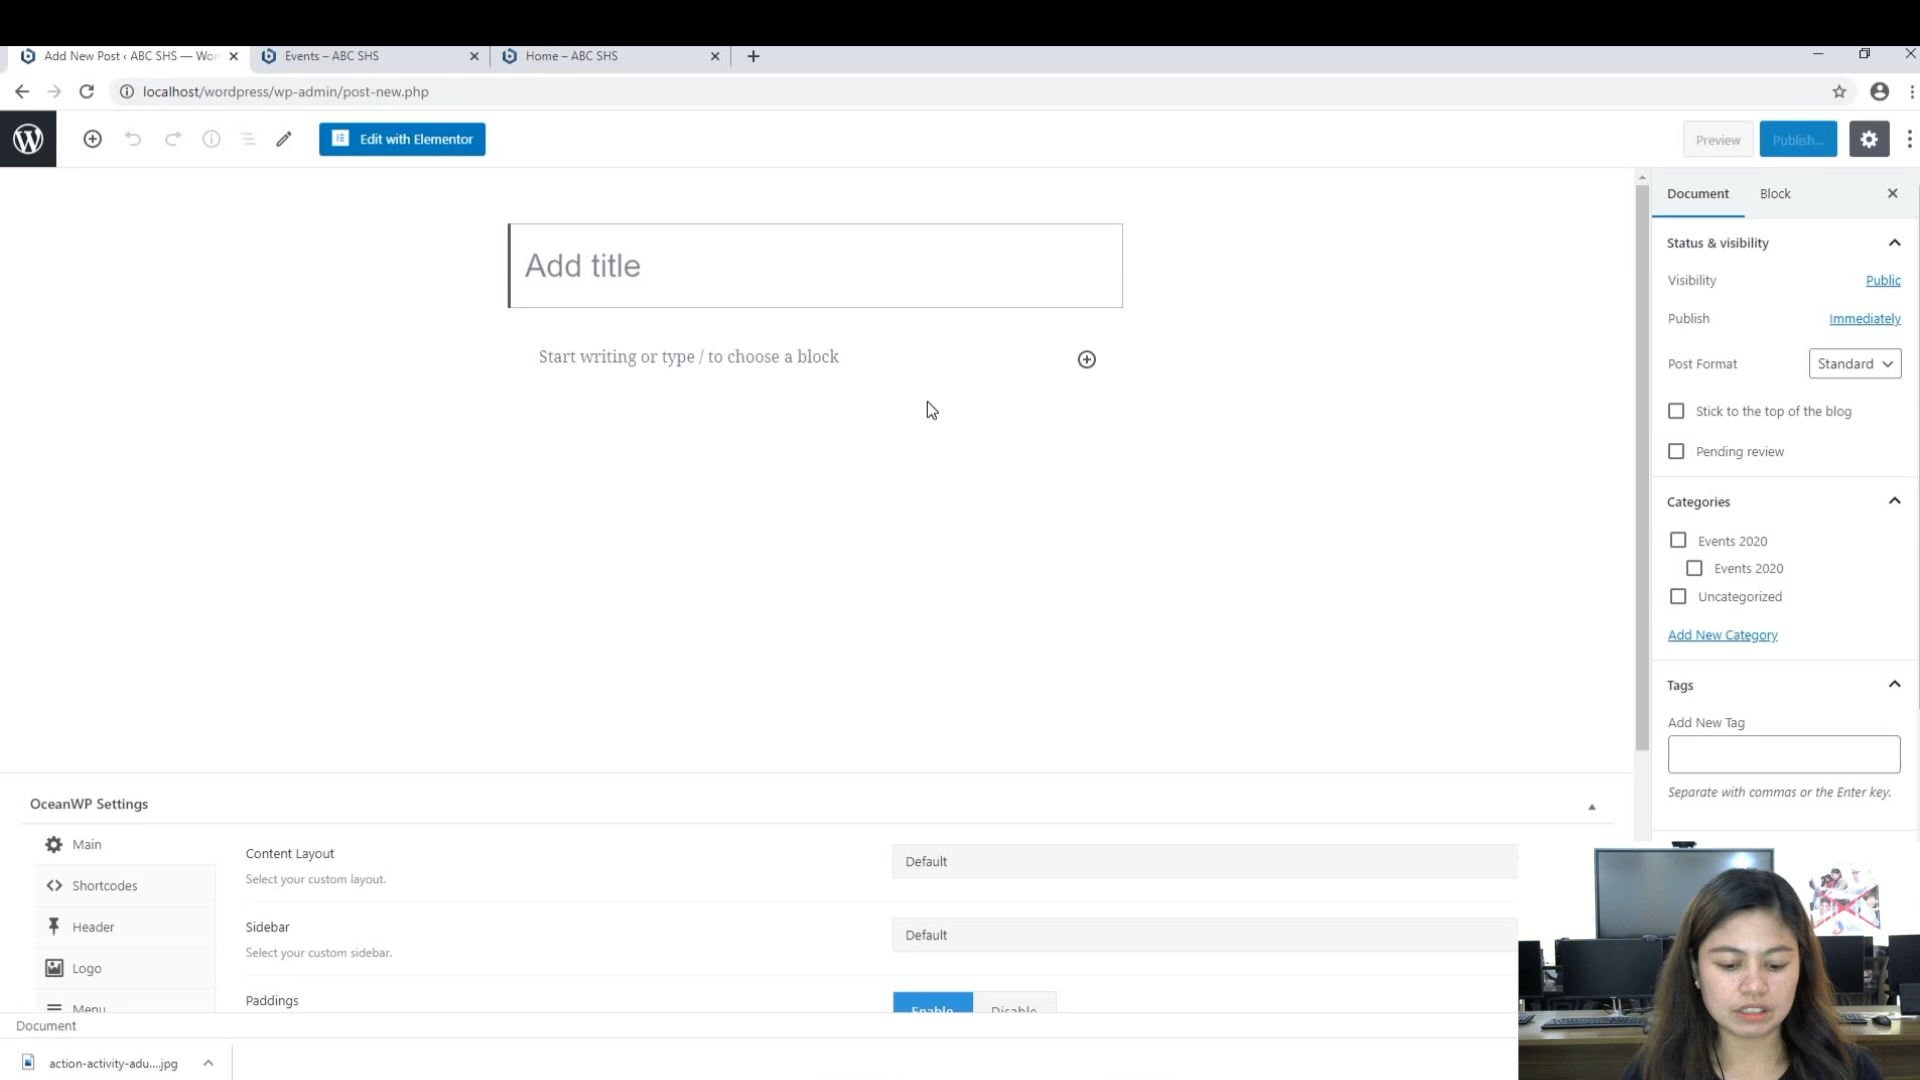 Add New Post ‹ ABC SHS — Wor
Events – ABC SHS
Home – ABC SHS
localhost/wordpress/wp-admin/post-new.php
Edit with Elementor
Preview
Publish...
Document
Block
Add title
Start writing or type / to choose a block
Status & visibility
Visibility
Public
Publish
Immediately
Post Format
Standard
Stick to the top of the blog
Pending review
Categories
Events 2020
Events 2020
Uncategorized
Add New Category
Tags
Add New Tag
Separate with commas or the Enter key.
OceanWP Settings
Main
Shortcodes
Header
Logo
Menu
Content Layout
Select your custom layout.
Default
Sidebar
Select your custom sidebar.
Default
Paddings
Enable
Disable
Document
action-activity-adu....jpg